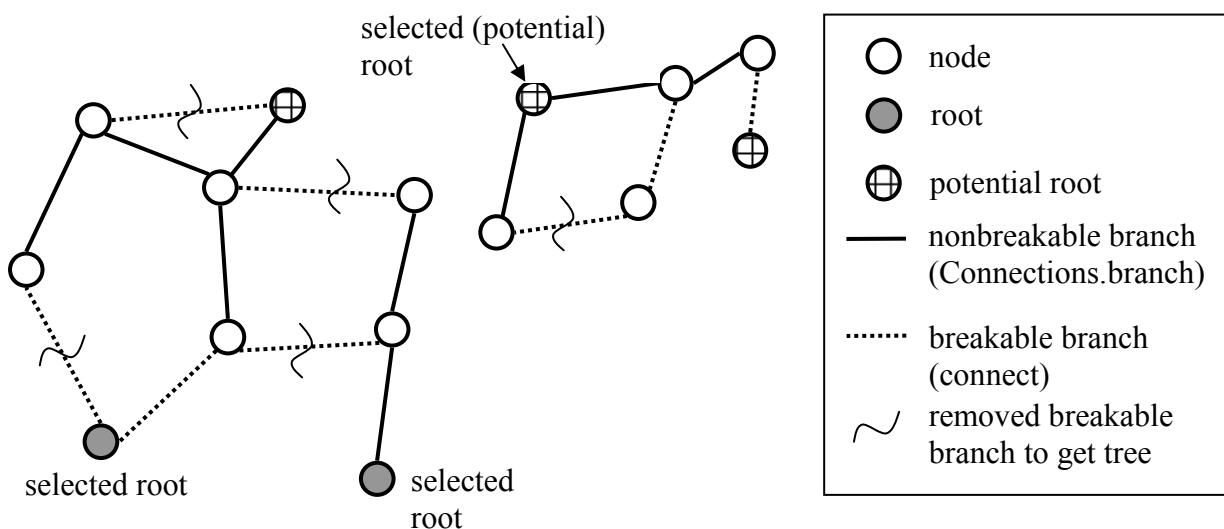 selected (potential)
root
selected root
selected
root
node
root
potential root
nonbreakable branch
(Connections.branch)
breakable branch
(connect)
removed breakable
branch to get tree